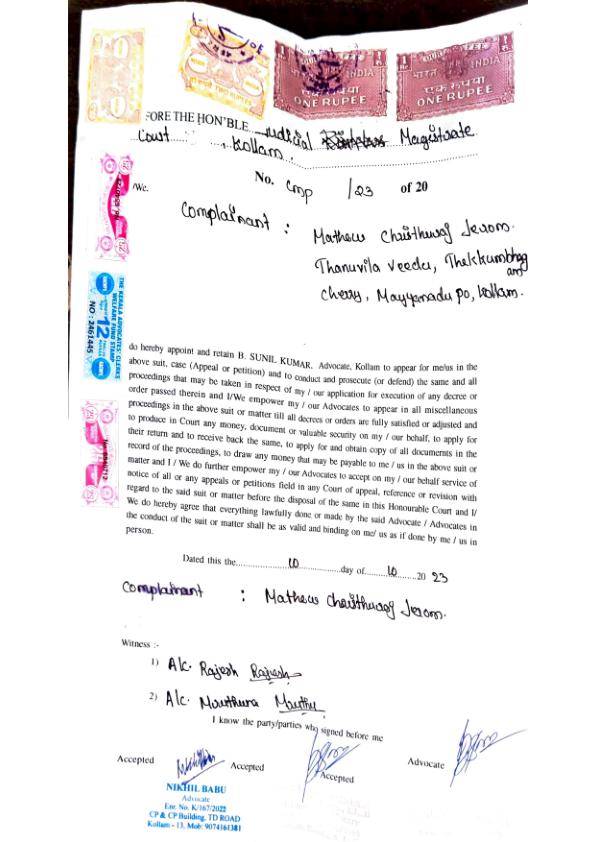 1 COURT FEE 1
Re. भारत INDIA रु.
एक रुपया
ONE RUPEE
भारत INDIA
एक रुपया
ONE RUPEE
FORE THE HON'BLE Judicial Magistrate
Court Kollam
No. Cmp /23 of 20
/We.
Complainant : Mathew
Thanuvila Veedu,
cherry, Mayyanadu PO, Kollam.
THE KERALA ADVOCATES' CLERKS
WELFARE FUND STAMP
12
NO : 2461445
do hereby appoint and retain B. SUNIL KUMAR, Advocate, Kollam to appear for me/us in the
above suit, case (Appeal or petition) and to conduct and prosecute (or defend) the same and all
proceedings that may be taken in respect of my / our application for execution of any decree or
order passed therein and I/We empower my / our Advocates to appear in all miscellaneous
proceedings in the above suit or matter till all decrees or orders are fully satisfied or adjusted and
to produce in Court any money, document or valuable security on my / our behalf, to apply for
their return and to receive back the same, to apply for and obtain copy of all documernts in the
record of the proceedings, to draw any money that may be payable to me / us in the above suit or
matter and I / We do further empower my / our Advocates to accept on my / our behalf service of
notice of all or any appeals or petitions field in any Court of appeal, reference or revision with
regard to the said suit or matter before the disposal of the same in this Honourable Court and I/
We do hereby agree that everything lawfully done or made by the said Advocate / Advocates in
the conduct of the suit or matter shall be as valid and binding on me/ us as if done by me / us in
person.
Dated this the 10 day of 10 20 23
Complainant : Mathew
Witness :-
1) A/c. Rajesh Rajesh
2) A/c.
I know the party/parties who signed before me
Accepted Accepted Accepted Advocate
NIKHIL BABU
Advocate
Enr. No. K/167/2022
CP & CP Building, TD ROAD
Kollam - 13, Mob: 9074161381